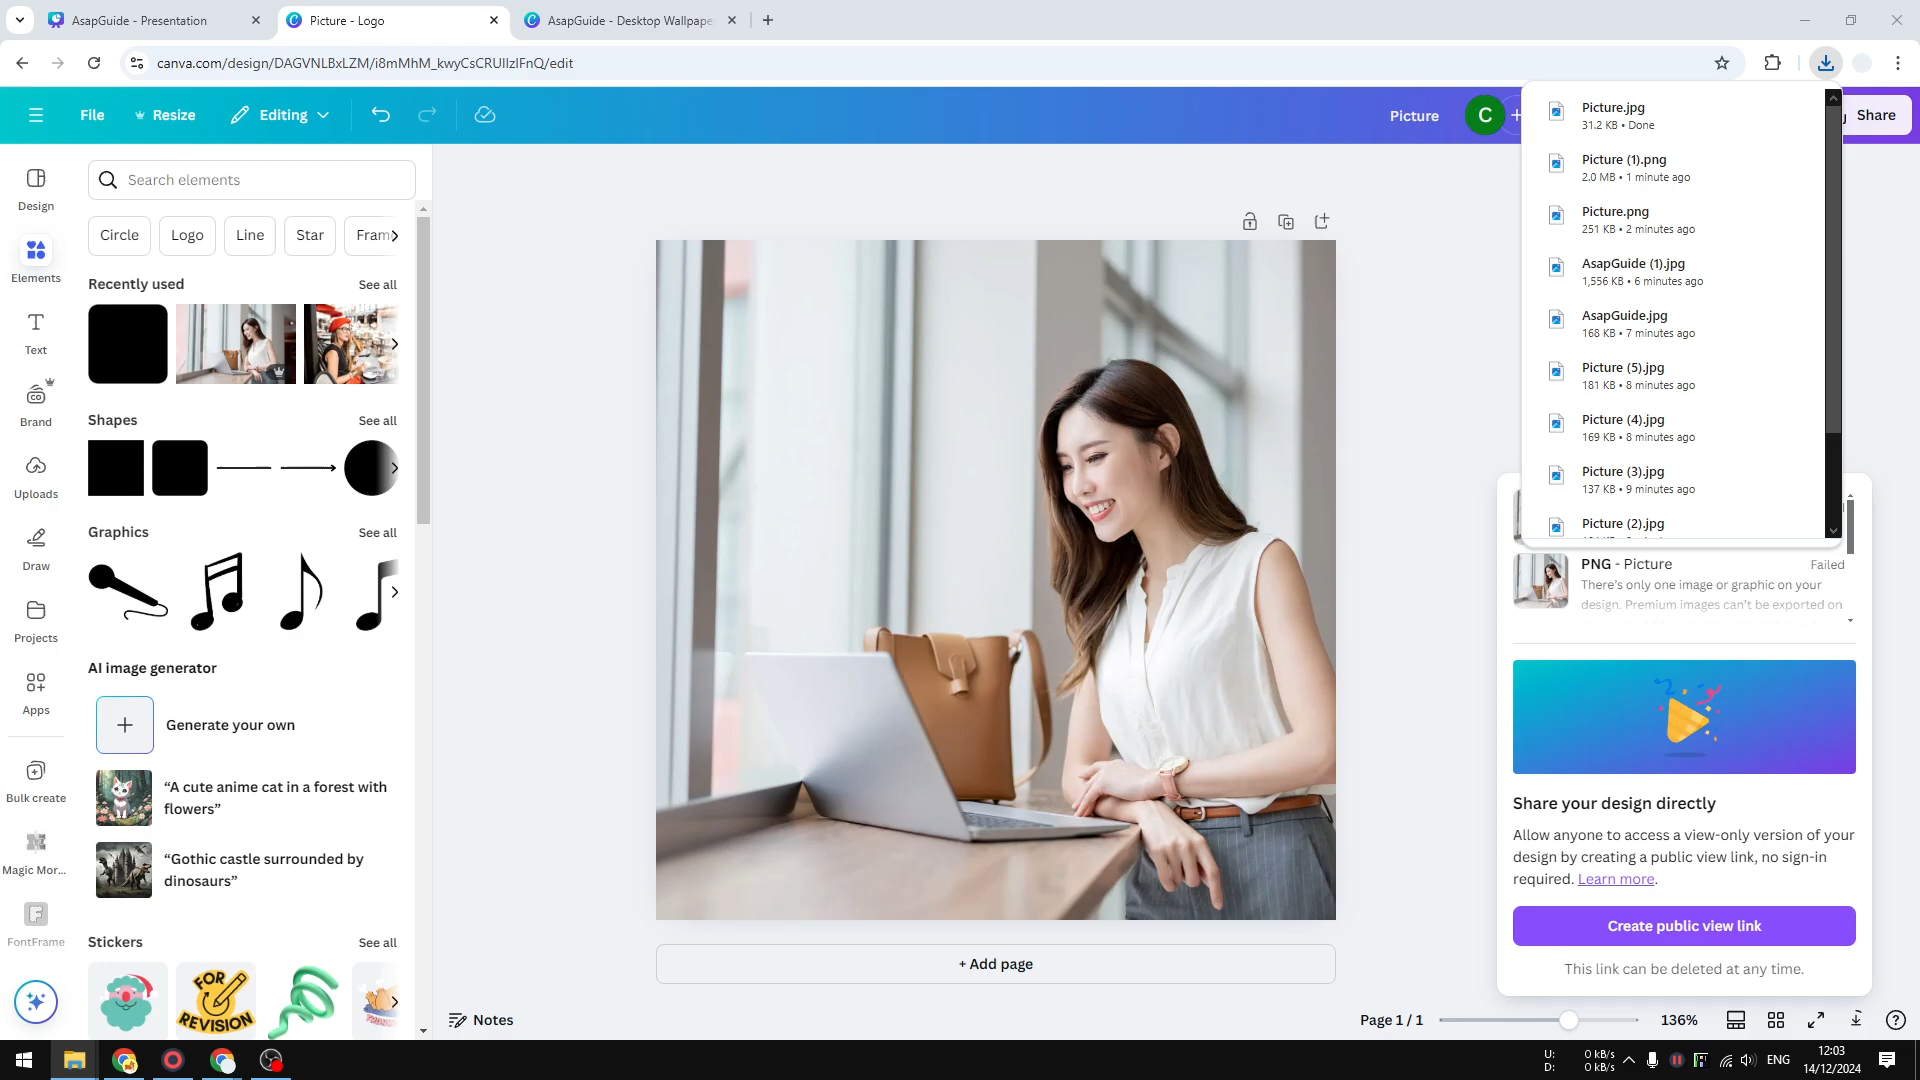 AsapGuide - Presentation
Picture - Logo
AsapGuide - Desktop Wallpape
canva.com/design/DAGVNLBxLZM/i8mMhM_kwyCsCRUIlzIFnQ/edit
File
Resize
Editing
Picture
C
Share
Design
Elements
Text
Brand
Uploads
Draw
Projects
Apps
Bulk create
Magic Mor...
FontFrame
Search elements
Circle
Logo
Line
Star
Fram
Recently used
See all
Shapes
See all
Graphics
See all
AI image generator
Generate your own
“A cute anime cat in a forest with
flowers”
“Gothic castle surrounded by
dinosaurs”
Stickers
See all
FOR
REVISION
+ Add page
Notes
Page 1 / 1
136%
Picture.jpg
31.2 KB • Done
Picture (1).png
2.0 MB • 1 minute ago
Picture.png
251 KB • 2 minutes ago
AsapGuide (1).jpg
1,556 KB • 6 minutes ago
AsapGuide.jpg
168 KB • 7 minutes ago
Picture (5).jpg
181 KB • 8 minutes ago
Picture (4).jpg
169 KB • 8 minutes ago
Picture (3).jpg
137 KB • 9 minutes ago
Picture (2).jpg
PNG - Picture
Failed
There’s only one image or graphic on your
design. Premium images can’t be exported on
Share your design directly
Allow anyone to access a view-only version of your
design by creating a public view link, no sign-in
required. Learn more.
Create public view link
This link can be deleted at any time.
U: 0 kB/s
D: 0 kB/s
ENG
12:03
14/12/2024